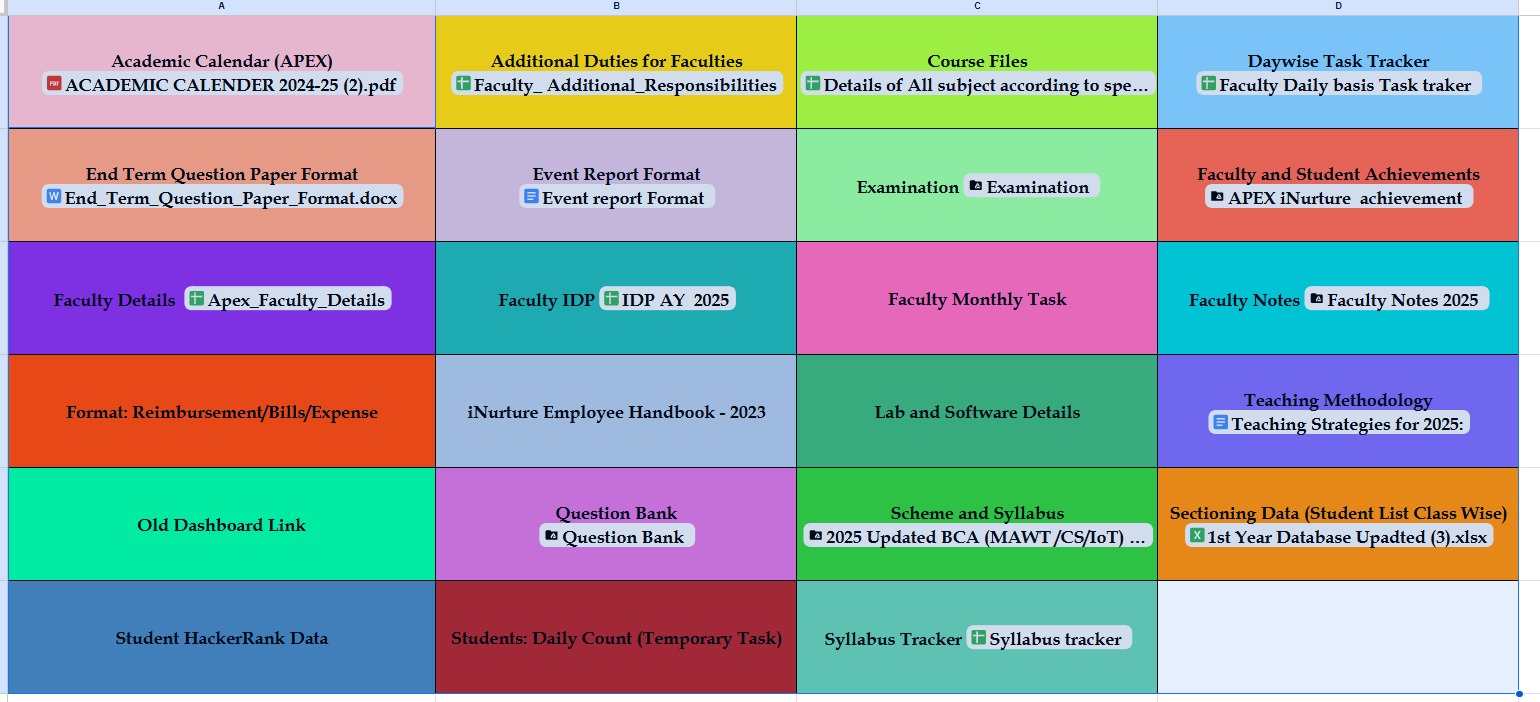 A B C D
Academic Calendar (APEX)
ACADEMIC CALENDER 2024-25 (2).pdf
Additional Duties for Faculties
Faculty_ Additional_Responsibilities
Course Files
Details of All subject according to spe...
Daywise Task Tracker
Faculty Daily basis Task traker
End Term Question Paper Format
End_Term_Question_Paper_Format.docx
Event Report Format
Event report Format
Examination Examination
Faculty and Student Achievements
APEX iNurture achievement
Faculty Details Apex_Faculty_Details
Faculty IDP IDP AY 2025
Faculty Monthly Task
Faculty Notes Faculty Notes 2025
Format: Reimbursement/Bills/Expense
iNurture Employee Handbook - 2023
Lab and Software Details
Teaching Methodology
Teaching Strategies for 2025:
Old Dashboard Link
Question Bank
Question Bank
Scheme and Syllabus
2025 Updated BCA (MAWT /CS/IoT) ...
Sectioning Data (Student List Class Wise)
1st Year Database Upadted (3).xlsx
Student HackerRank Data
Students: Daily Count (Temporary Task)
Syllabus Tracker Syllabus tracker